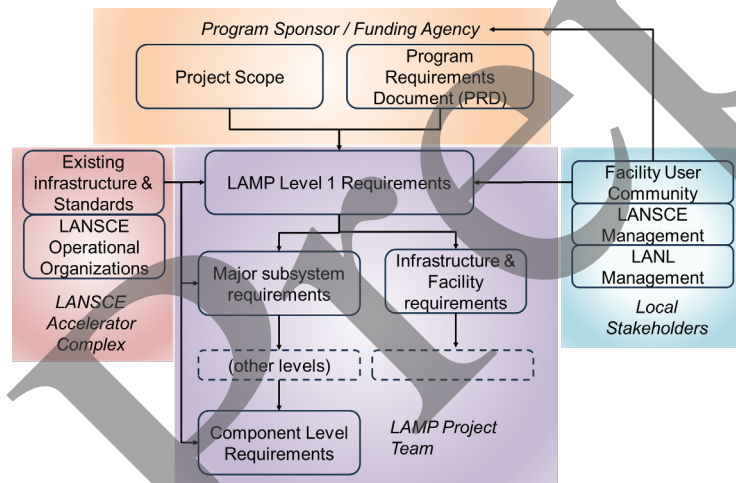 Program Sponsor / Funding Agency
Project Scope
Program
Requirements
Document (PRD)
Existing
infrastructure &
Standards
LANSCE
Operational
Organizations
LANSCE
Accelerator
Complex
LAMP Level 1 Requirements
Major subsystem
requirements
Infrastructure &
Facility
requirements
(other levels)
Component Level
Requirements
LAMP Project
Team
Facility User
Community
LANSCE
Management
LANL
Management
Local
Stakeholders
Pre